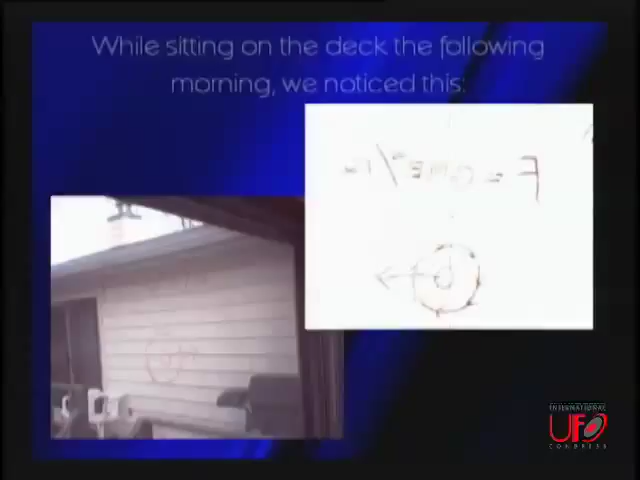 While sitting on the deck the following
morning, we noticed this:
INTERNATIONAL
UFO
CONGRESS